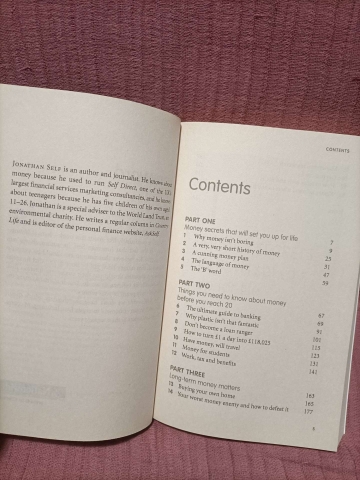 JONATHAN SELF is an author and journalist. He knows about
money because he used to run Self Direct, one of the UK's
largest financial services marketing consultancies, and he knows
about teenagers because he has five children of his own aged
11–26. Jonathan is a special adviser to the World Land Trust, an
environmental charity. He writes a regular column in Country
Life and is editor of the personal finance website,
CONTENTS
Contents
PART ONE
Money secrets that will set you up for life 7
1 Why money isn't boring 9
2 A very, very short history of money 25
3 A cunning money plan 31
4 The language of money 47
5 The 'B' word 59
PART TWO
Things you need to know about money
before you reach 20 67
6 The ultimate guide to banking 69
7 Why plastic isn't that fantastic 91
8 Don't become a loan ranger 101
9 How to turn £1 a day into £118,025 115
10 Have money, will travel 123
11 Money for students 131
12 Work, tax and benefits 141
PART THREE
Long-term money matters 163
13 Buying your own home 165
14 Your worse money enemy and how to defeat it 177